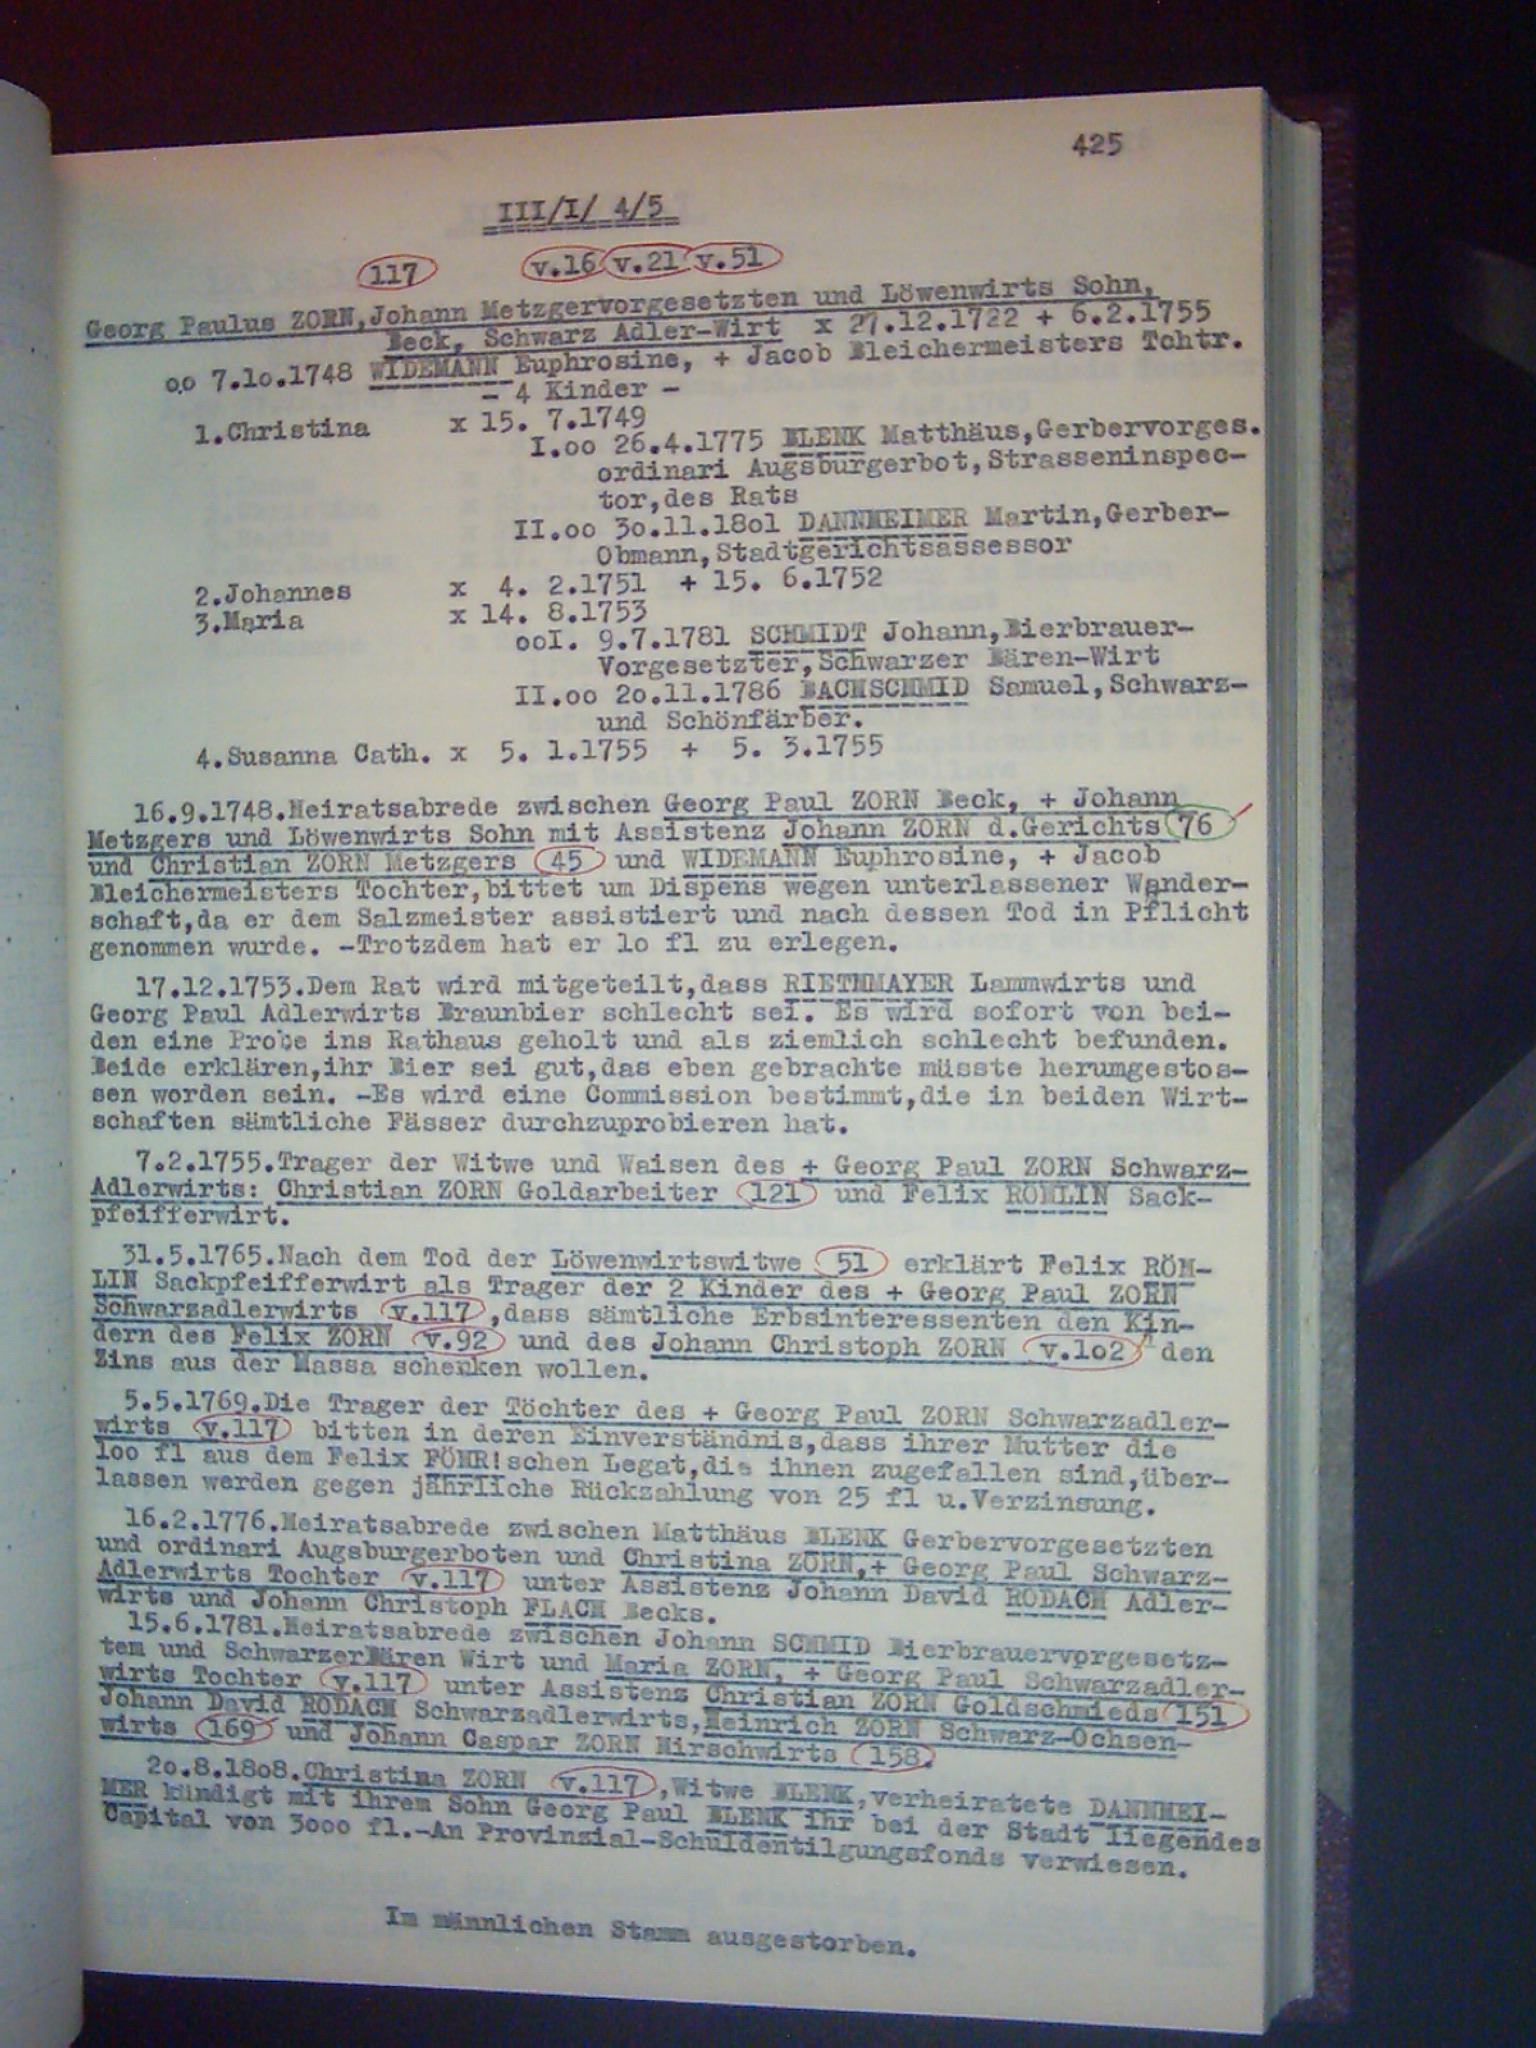 425
III/I/ 4/5
117 v.16 v.21 v.51
Georg Paulus ZORN,Johann Metzgervorgesetzten und Löwenwirts Sohn,
Beck, Schwarz Adler-Wirt x 27.12.1722 + 6.2.1755
oo 7.1o.1748 WIDEMANN Euphrosine, + Jacob Bleichermeisters Tchtr.
- 4 Kinder -
1.Christina x 15. 7.1749
I.oo 26.4.1775 BLENK Matthäus,Gerbervorges.
ordinari Augsburgerbot,Strasseninspec-
tor,des Rats
II.oo 3o.11.18o1 DANNHEIMER Martin,Gerber-
Obmann,Stadtgerichtsassessor
2.Johannes x 4. 2.1751 + 15. 6.1752
3.Maria x 14. 8.1753
ooI. 9.7.1781 SCHMIDT Johann,Bierbrauer-
Vorgesetzter,Schwarzer Bären-Wirt
II.oo 2o.11.1786 BACHSCHMID Samuel,Schwarz-
und Schönfärber.
4.Susanna Cath. x 5. 1.1755 + 5. 3.1755
16.9.1748.Heiratsabrede zwischen Georg Paul ZORN Beck, + Johann
Metzgers und Löwenwirts Sohn mit Assistenz Johann ZORN d.Gerichts 76
und Christian ZORN Metzgers 45 und WIDEMANN Euphrosine, + Jacob
Bleichermeisters Tochter,bittet um Dispens wegen unterlassener Wander-
schaft,da er dem Salzmeister assistiert und nach dessen Tod in Pflicht
genommen wurde. -Trotzdem hat er 1o fl zu erlegen.
17.12.1753.Dem Rat wird mitgeteilt,dass RIETHMAYER Lammwirts und
Georg Paul Adlerwirts Braunbier schlecht sei. Es wird sofort von bei-
den eine Probe ins Rathaus geholt und als ziemlich schlecht befunden.
Beide erklären,ihr Bier sei gut,das eben gebrachte müsste herumgestos-
sen worden sein. -Es wird eine Commission bestimmt,die in beiden Wirt-
schaften sämtliche Fässer durchzuprobieren hat.
7.2.1755.Trager der Witwe und Waisen des + Georg Paul ZORN Schwarz-
Adlerwirts: Christian ZORN Goldarbeiter 121 und Felix ROMLIN Sack-
pfeifferwirt.
31.5.1765.Nach dem Tod der Löwenwirtswitwe 51 erklärt Felix RÖM-
LIN Sackpfeifferwirt als Trager der 2 Kinder des + Georg Paul ZORN
Schwarzadlerwirts v.117 ,dass sämtliche Erbsinteressenten den Kin-
dern des Felix ZORN v.92 und des Johann Christoph ZORN v.1o2 den
Zins aus der Massa schenken wollen.
5.5.1769.Die Trager der Töchter des + Georg Paul ZORN Schwarzadler-
wirts v.117 bitten in deren Einverständnis,dass ihrer Mutter die
1oo fl aus dem Felix FÖHR!schen Legat,die ihnen zugefallen sind,über-
lassen werden gegen jährliche Rückzahlung von 25 fl u.Verzinsung.
16.2.1776.Heiratsabrede zwischen Matthäus BLENK Gerbervorgesetzten
und ordinari Augsburgerboten und Christina ZORN,+ Georg Paul Schwarz-
Adlerwirts Tochter v.117 unter Assistenz Johann David RODACH Adler-
wirts und Johann Christoph FLACH Becks.
15.6.1781.Heiratsabrede zwischen Johann SCHMID Bierbrauervorgesetz-
tem und SchwarzerBären Wirt und Maria ZORN, + Georg Paul Schwarzadler-
wirts Tochter v.117 unter Assistenz Christian ZORN Goldschmieds 151
Johann David RODACH Schwarzadlerwirts,Heinrich ZORN Schwarz-Ochsen-
wirts 169 und Johann Caspar ZORN Hirschwirts 158.
2o.8.18o8.Christina ZORN v.117 ,Witwe BLENK,verheiratete DANNHEI-
MER kündigt mit ihrem Sohn Georg Paul BLENK ihr bei der Stadt liegendes
Capital von 3ooo fl.-An Provinzial-Schuldentilgungsfonds verwiesen.
Im männlichen Stamm ausgestorben.